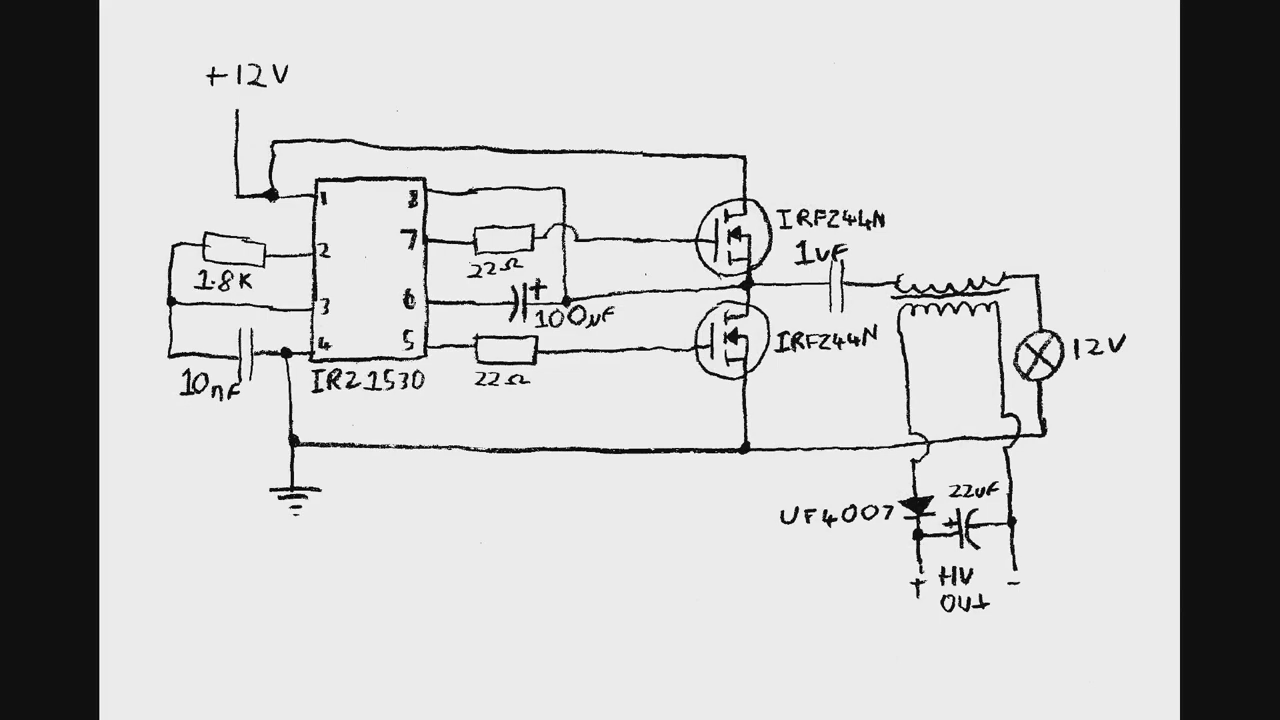 +12V
1
8
2
7
3
6
4
5
1.8K
10nF
IR21530
22Ω
+
100μF
22Ω
IRFZ44N
1uF
IRFZ44N
12V
UF4007
22uF
+
+ HV -
OUt